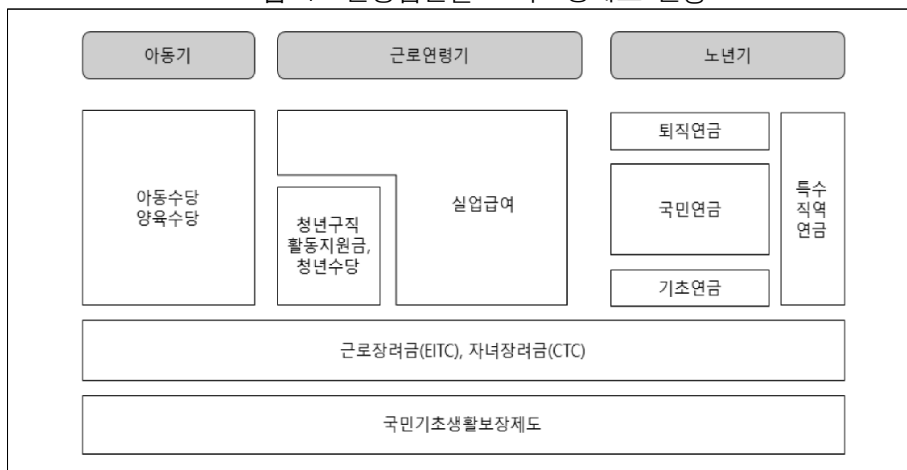 아동기
근로연령기
노년기
아동수당
양육수당
청년구직
활동지원금,
청년수당
실업급여
퇴직연금
국민연금
기초연금
특수
직역
연금
근로장려금(EITC), 자녀장려금(CTC)
국민기초생활보장제도